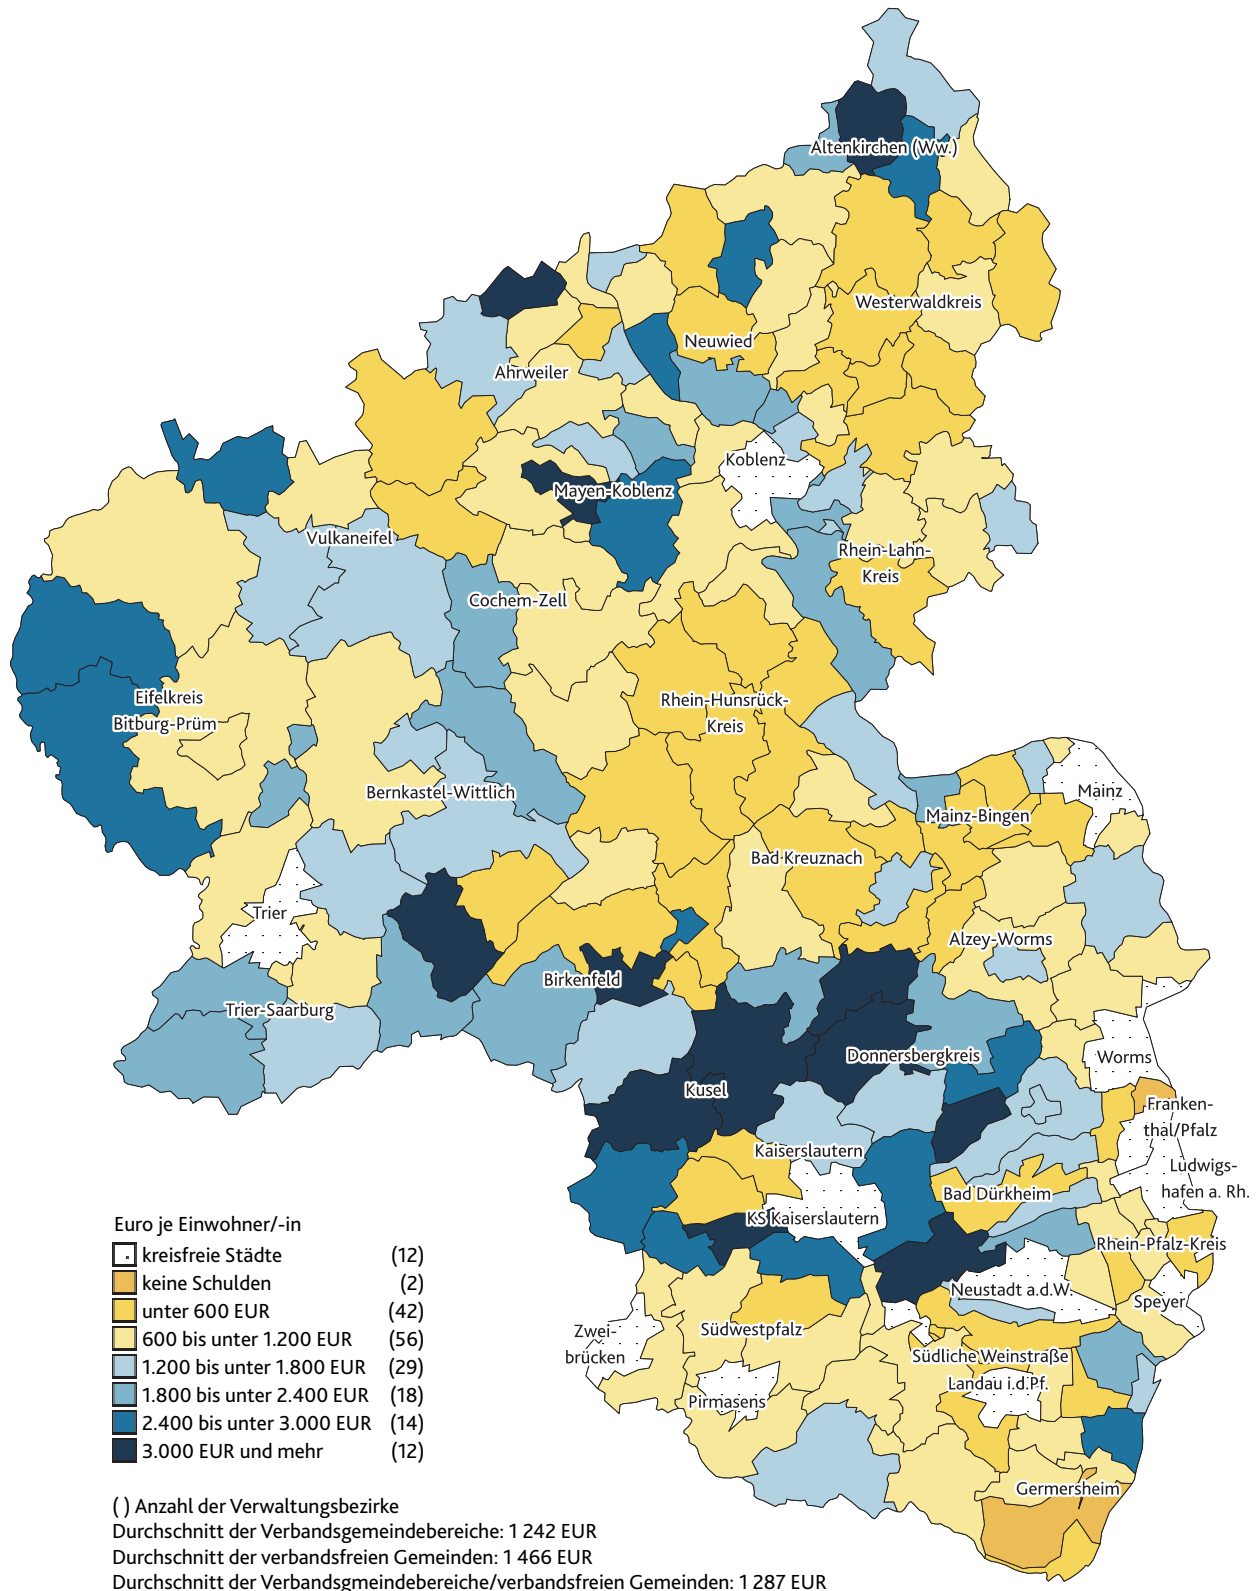 Altenkirchen (Ww.)
Westerwaldkreis
Neuwied
Ahrweiler
Koblenz
Mayen-Koblenz
Vulkaneifel
Rhein-Lahn-
Kreis
Cochem-Zell
Eifelkreis
Bitburg-Prüm
Rhein-Hunsrück-
Kreis
Bernkastel-Wittlich
Mainz
Mainz-Bingen
Bad Kreuznach
Trier
Alzey-Worms
Birkenfeld
Trier-Saarburg
Donnersbergkreis
Worms
Kusel
Franken-
thal/Pfalz
Kaiserslautern
Ludwigs-
hafen a. Rh.
Bad Dürkheim
KS Kaiserslautern
Rhein-Pfalz-Kreis
Neustadt a.d.W.
Speyer
Zwei-
brücken
Südwestpfalz
Südliche Weinstraße
Landau i.d.Pf.
Pirmasens
Germersheim
Euro je Einwohner/-in
kreisfreie Städte (12)
keine Schulden (2)
unter 600 EUR (42)
600 bis unter 1.200 EUR (56)
1.200 bis unter 1.800 EUR (29)
1.800 bis unter 2.400 EUR (18)
2.400 bis unter 3.000 EUR (14)
3.000 EUR und mehr (12)
( ) Anzahl der Verwaltungsbezirke
Durchschnitt der Verbandsgemeindebereiche: 1 242 EUR
Durchschnitt der verbandsfreien Gemeinden: 1 466 EUR
Durchschnitt der Verbandsgmeindebereiche/verbandsfreien Gemeinden: 1 287 EUR